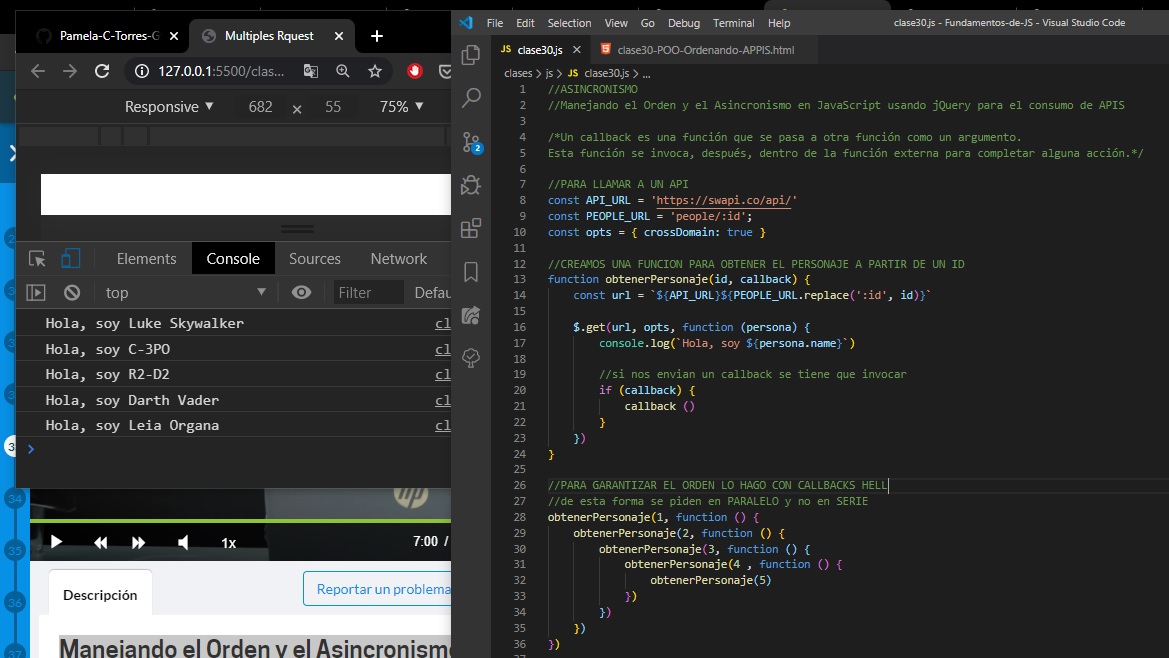 Pamela-C-Torres-G
Multiples Rquest
127.0.0.1:5500/clas...
Responsive
682
55
75%
Elements
Console
Sources
Network
top
Filter
Defau
Hola, soy Luke Skywalker
cl
Hola, soy C-3PO
cl
Hola, soy R2-D2
cl
Hola, soy Darth Vader
cl
Hola, soy Leia Organa
cl
hp
1x
7:00 /
34
35
36
37
Descripción
Reportar un problema
Manejando el Orden y el Asincronismo
File Edit Selection View Go Debug Terminal Help
clase30.js - Fundamentos-de-JS - Visual Studio Code
JS clase30.js
clase30-POO-Ordenando-APPIS.html
clases > js > JS clase30.js > ...
2
1 //ASINCRONISMO
2 //Manejando el Orden y el Asincronismo en JavaScript usando jQuery para el consumo de APIS
3
4 /*Un callback es una función que se pasa a otra función como un argumento.
5 Esta función se invoca, después, dentro de la función externa para completar alguna acción.*/
6
7 //PARA LLAMAR A UN API
8 const API_URL = 'https://swapi.co/api/'
9 const PEOPLE_URL = 'people/:id';
10 const opts = { crossDomain: true }
11
12 //CREAMOS UNA FUNCION PARA OBTENER EL PERSONAJE A PARTIR DE UN ID
13 function obtenerPersonaje(id, callback) {
14 const url = `${API_URL}${PEOPLE_URL.replace(':id', id)}`
15
16 $.get(url, opts, function (persona) {
17 console.log(`Hola, soy ${persona.name}`)
18
19 //si nos envian un callback se tiene que invocar
20 if (callback) {
21 callback ()
22 }
23 })
24 }
25
26 //PARA GARANTIZAR EL ORDEN LO HAGO CON CALLBACKS HELL
27 //de esta forma se piden en PARALELO y no en SERIE
28 obtenerPersonaje(1, function () {
29 obtenerPersonaje(2, function () {
30 obtenerPersonaje(3, function () {
31 obtenerPersonaje(4 , function () {
32 obtenerPersonaje(5)
33 })
34 })
35 })
36 })